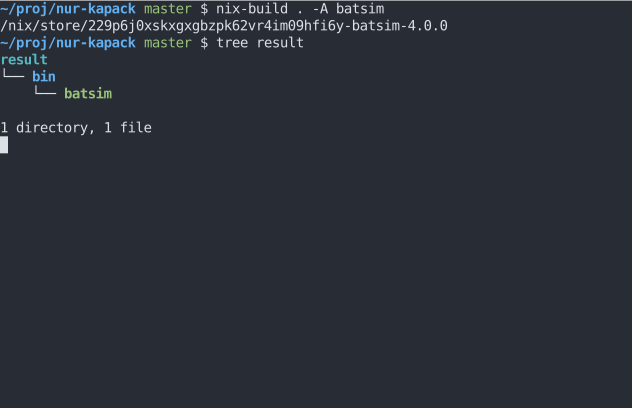 ~/proj/nur-kapack master $ nix-build . -A batsim
/nix/store/229p6j0xskxgxgbzpk62vr4im09hfi6y-batsim-4.0.0
~/proj/nur-kapack master $ tree result
result
└── bin
    └── batsim

1 directory, 1 file